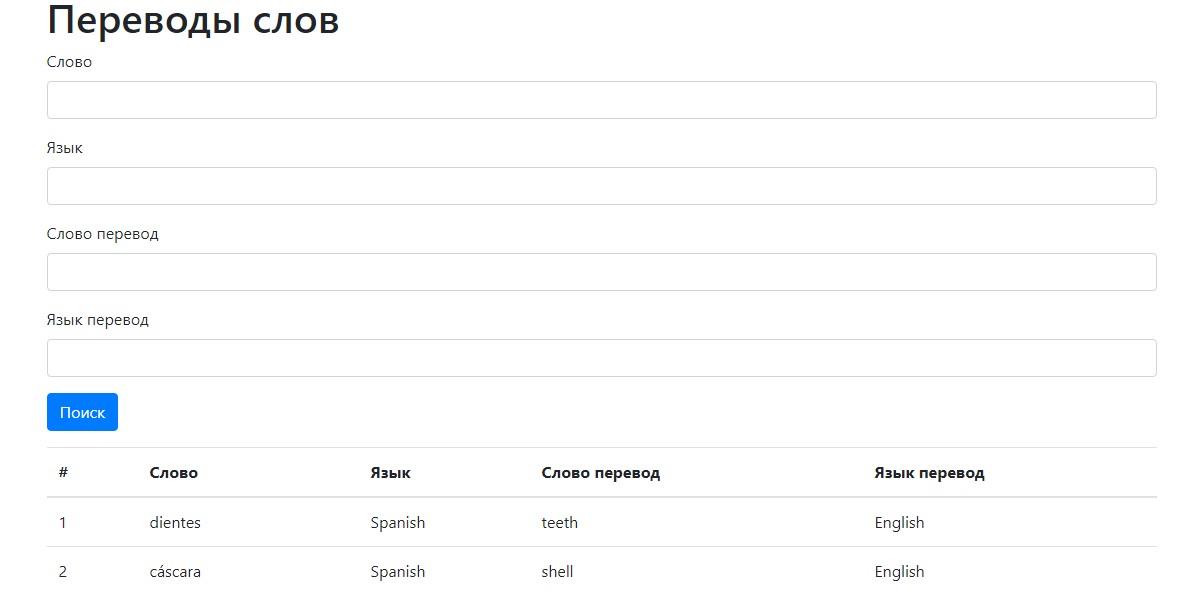 Переводы слов
Слово
Язык
Слово перевод
Язык перевод
Поиск
# Слово Язык Слово перевод Язык перевод
1 dientes Spanish teeth English
2 cáscara Spanish shell English